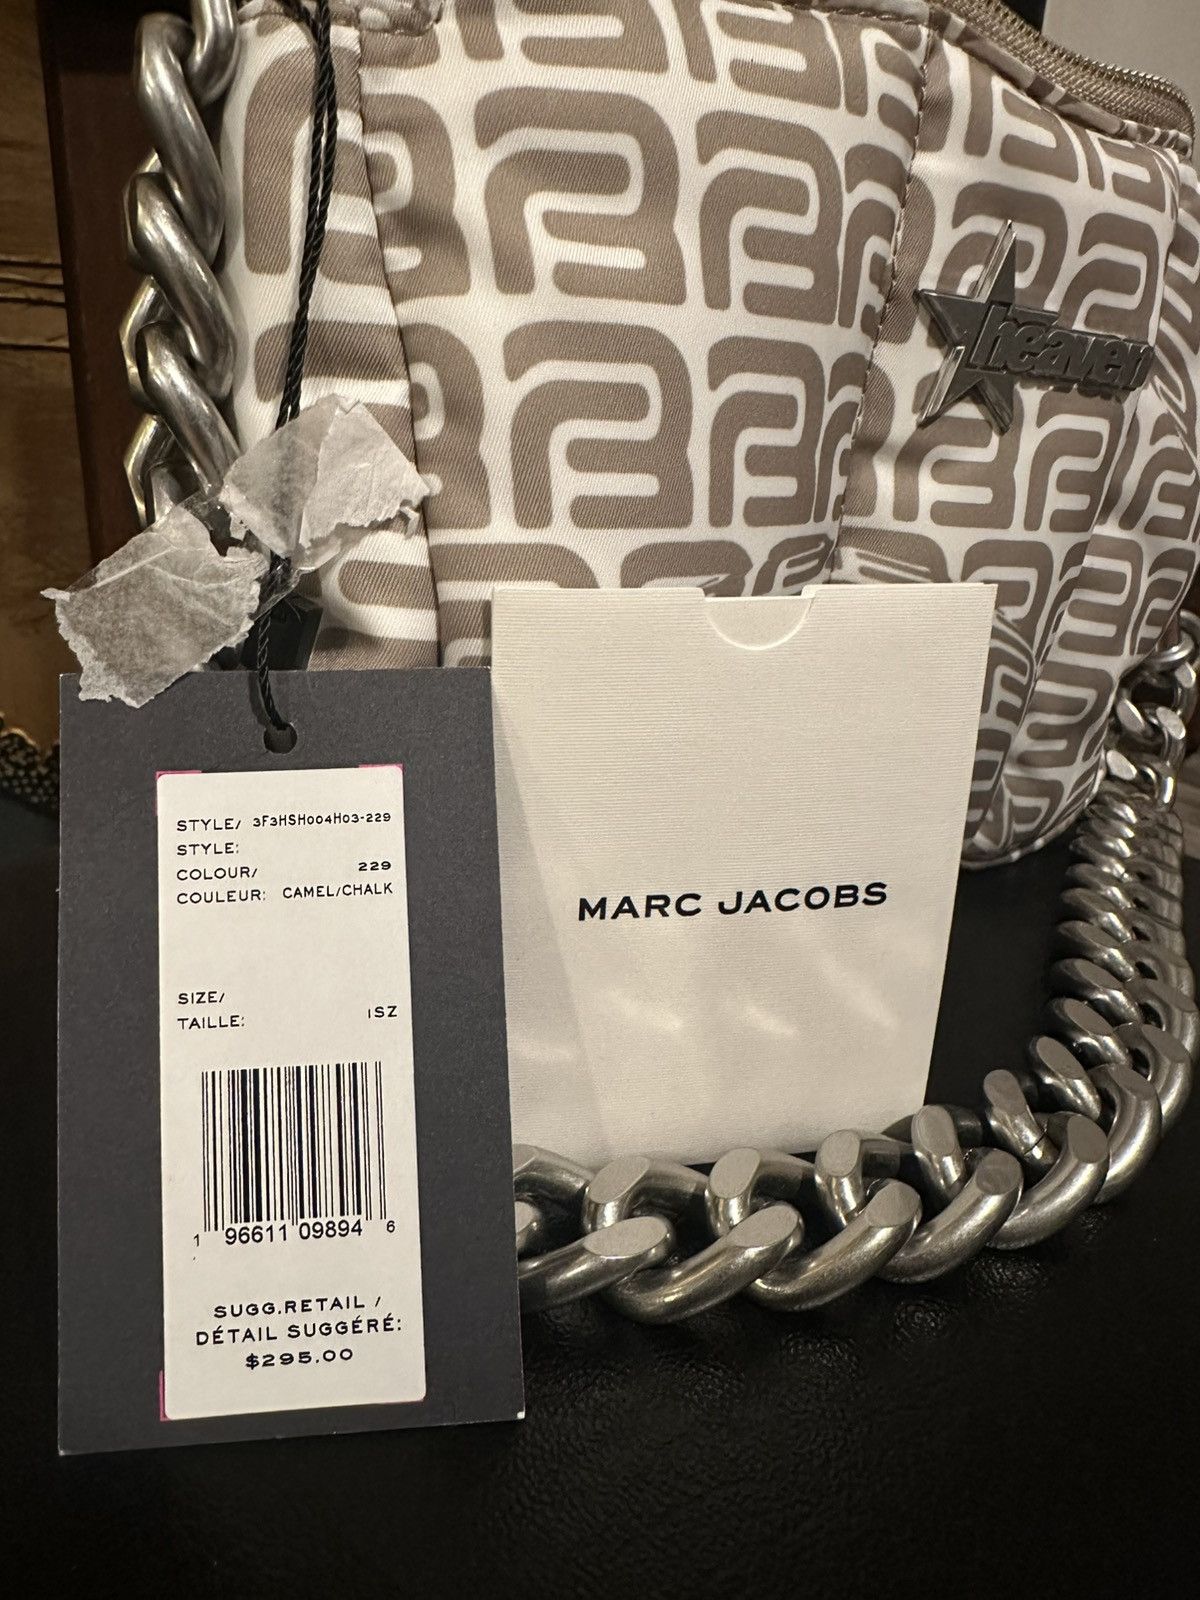 heaven
MARC JACOBS
STYLE/ 3F3HSH004H03-229
STYLE:
COLOUR/ 229
COULEUR: CAMEL/CHALK
SIZE/
TAILLE: 1SZ
1 96611 09894 6
SUGG.RETAIL /
DÉTAIL SUGGÉRÉ:
$295.00